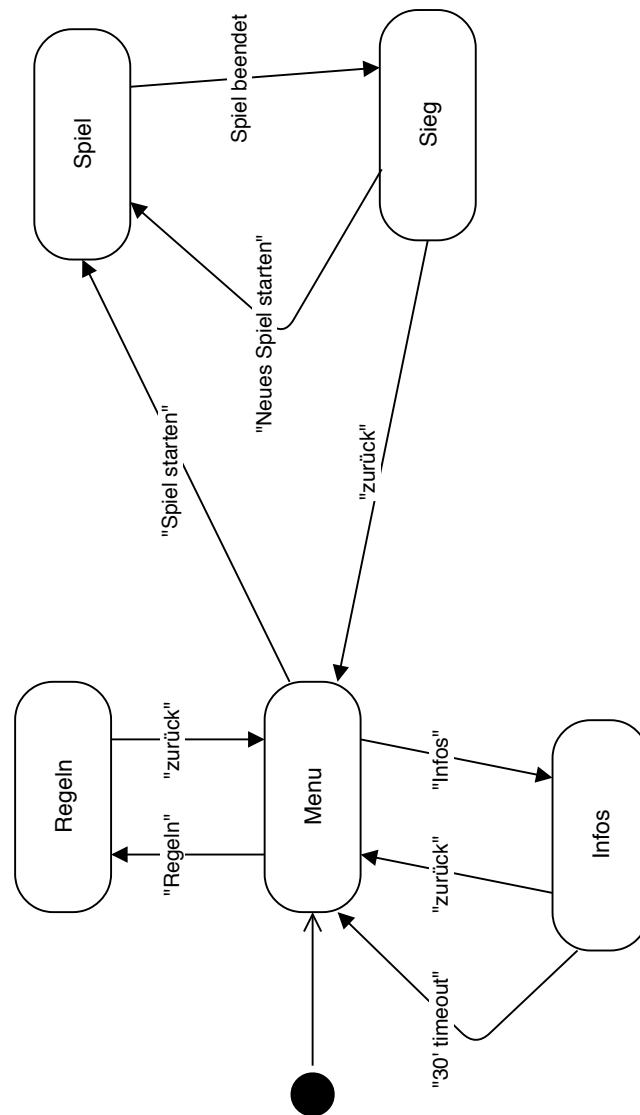 Regeln
"Regeln"
"zurück"
Menu
"Infos"
"zurück"
"30' timeout"
Infos
"Spiel starten"
"zurück"
"Neues Spiel starten"
Spiel
Spiel beendet
Sieg